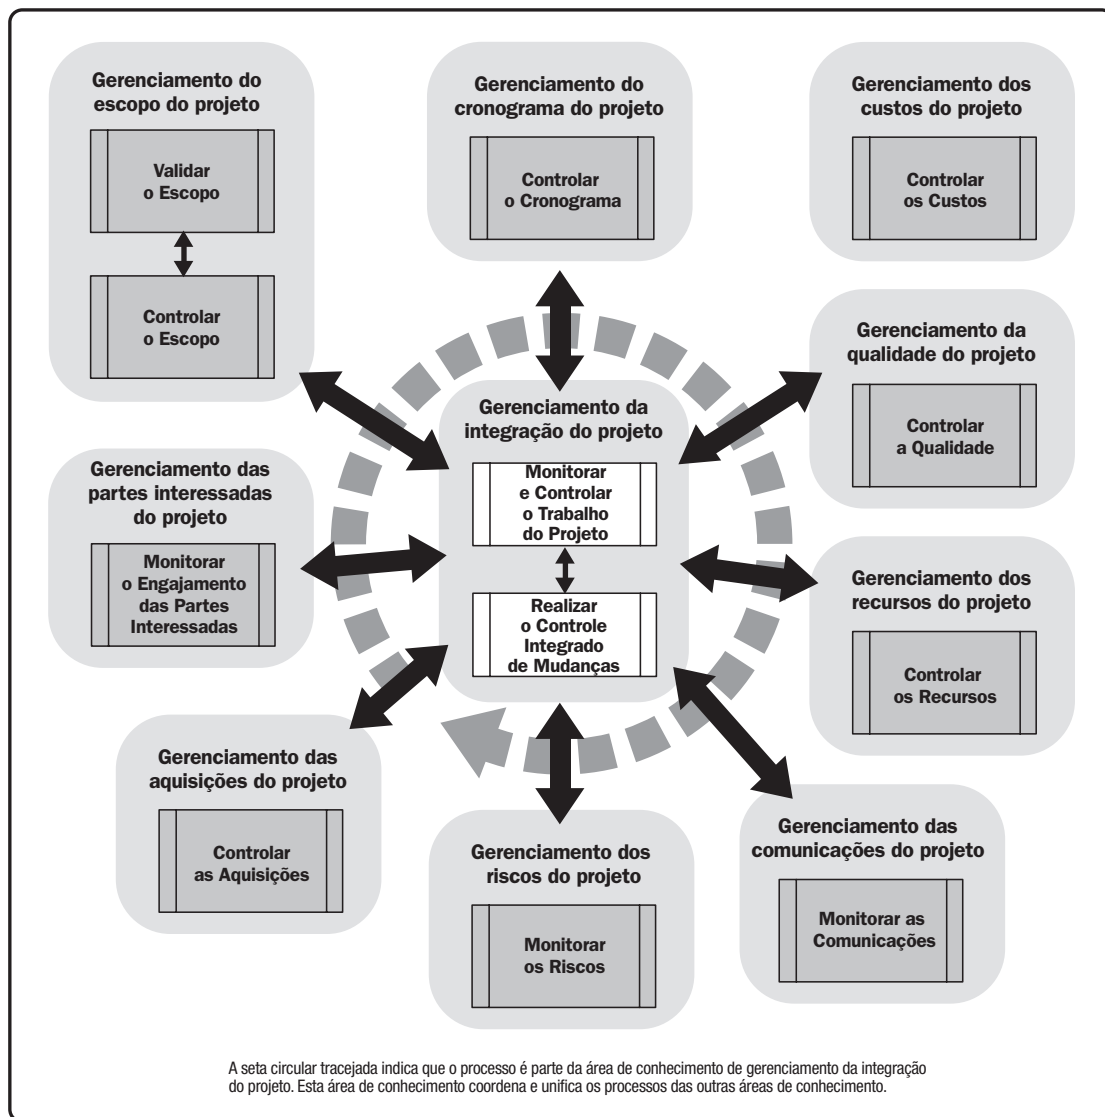 Gerenciamento do
escopo do projeto
Validar
o Escopo
Controlar
o Escopo
Gerenciamento do
cronograma do projeto
Controlar
o Cronograma
Gerenciamento dos
custos do projeto
Controlar
os Custos
Gerenciamento da
qualidade do projeto
Controlar
a Qualidade
Gerenciamento da
integração do projeto
Monitorar
e Controlar
o Trabalho
do Projeto
Realizar
o Controle
Integrado
de Mudanças
Gerenciamento das
partes interessadas
do projeto
Monitorar
o Engajamento
das Partes
Interessadas
Gerenciamento dos
recursos do projeto
Controlar
os Recursos
Gerenciamento das
aquisições do projeto
Controlar
as Aquisições
Gerenciamento dos
riscos do projeto
Monitorar
os Riscos
Gerenciamento das
comunicações do projeto
Monitorar as
Comunicações
A seta circular tracejada indica que o processo é parte da área de conhecimento de gerenciamento da integração
do projeto. Esta área de conhecimento coordena e unifica os processos das outras áreas de conhecimento.